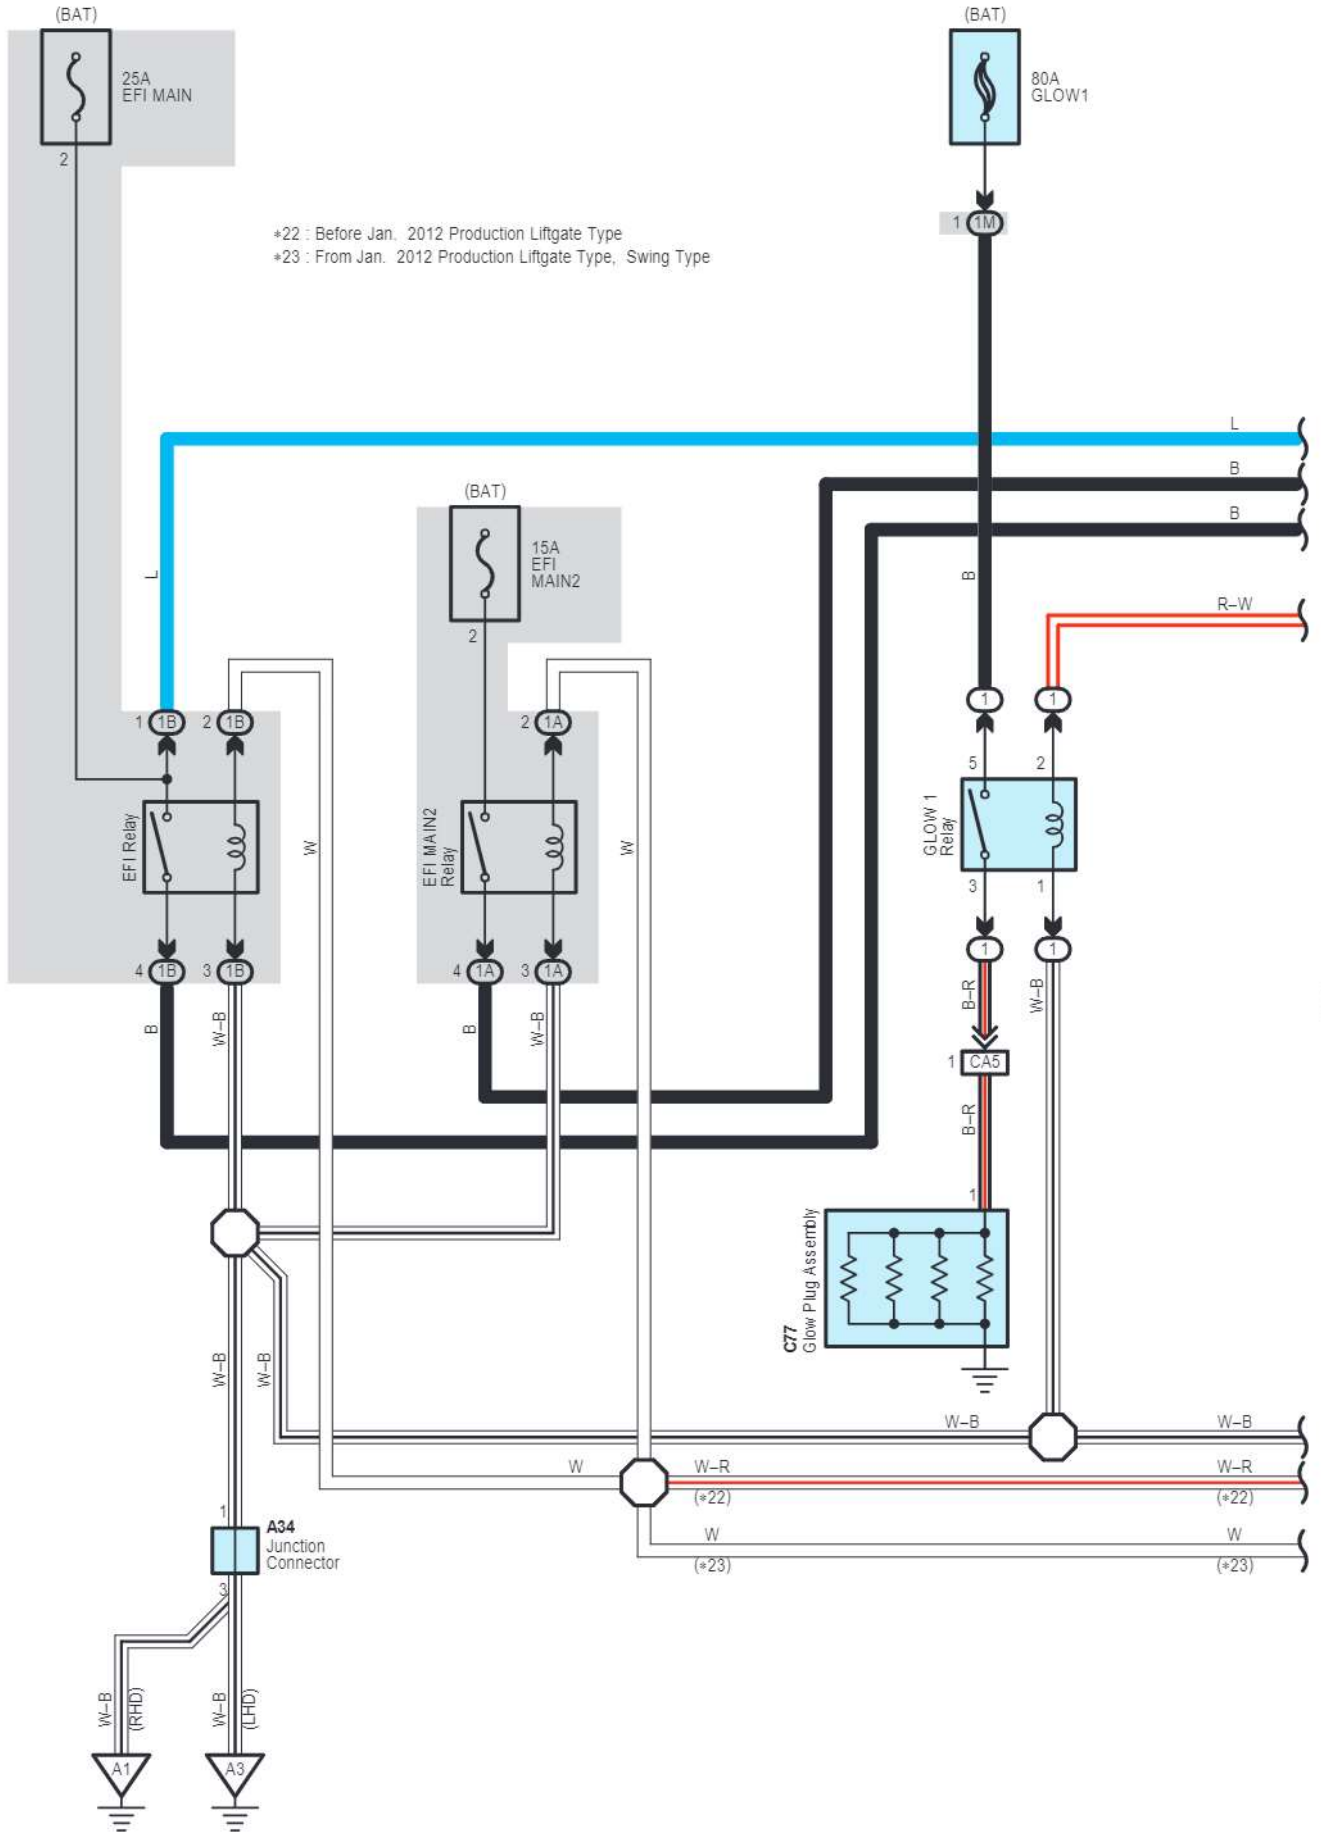 (BAT)
(BAT)
25A
EFI MAIN
80A
GLOW1
2
∗22 : Before Jan. 2012 Production Liftgate Type
∗23 : From Jan. 2012 Production Liftgate Type, Swing Type
1 1M
L
B
B
(BAT)
15A
EFI
MAIN2
2
L
B
R–W
1 1B
2 1B
2 1A
1
1
5
2
EFI Relay
W
EFI MAIN2
Relay
W
GLOW 1
Relay
3
1
4 1B
3 1B
4 1A
3 1A
1
1
B
W–B
B
W–B
B–R
W–B
1 CA5
B–R
1
C77
Glow Plug Assembly
W–B
W–B
W–B
W–B
W
W–R
W–R
(∗22)
(∗22)
1
A34
Junction
Connector
W
W
(∗23)
(∗23)
3
W–B
(RHD)
W–B
(LHD)
A1
A3